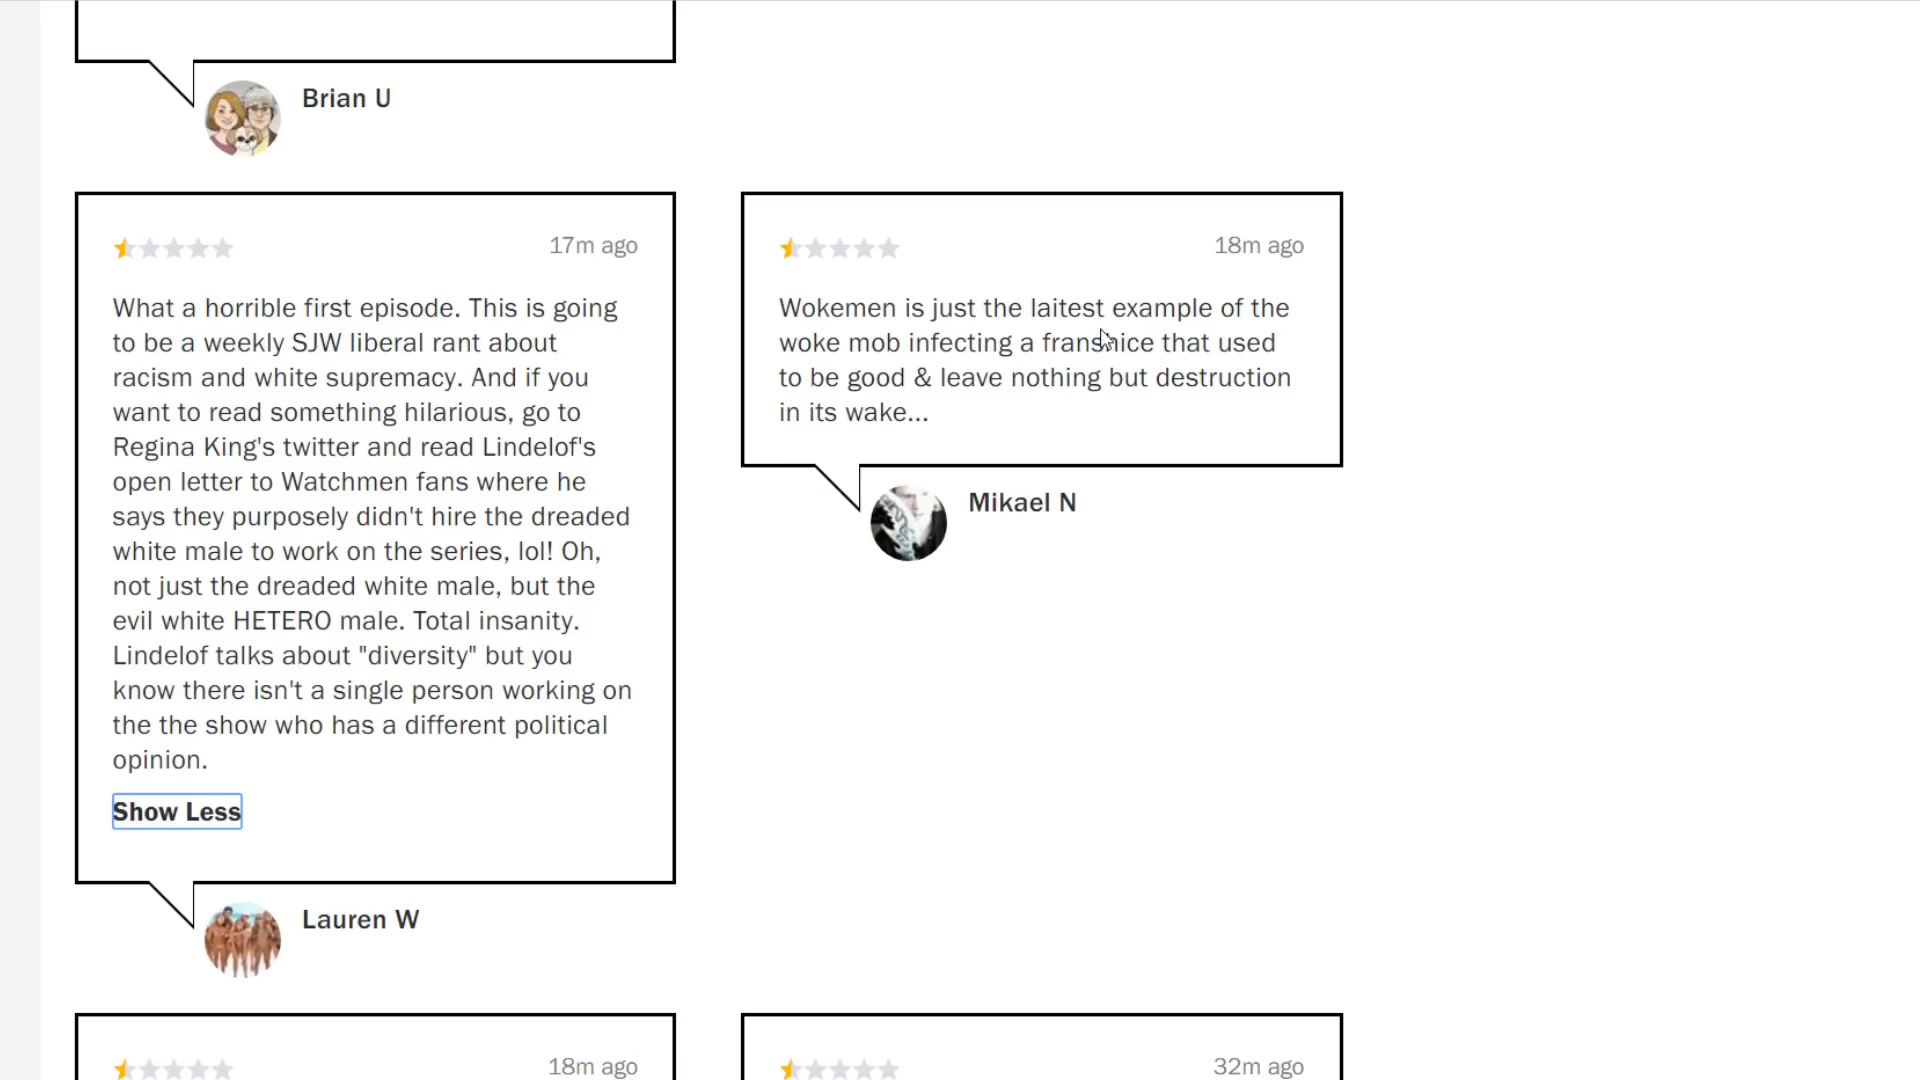 Brian U
17m ago
What a horrible first episode. This is going
to be a weekly SJW liberal rant about
racism and white supremacy. And if you
want to read something hilarious, go to
Regina King's twitter and read Lindelof's
open letter to Watchmen fans where he
says they purposely didn't hire the dreaded
white male to work on the series, lol! Oh,
not just the dreaded white male, but the
evil white HETERO male. Total insanity.
Lindelof talks about "diversity" but you
know there isn't a single person working on
the the show who has a different political
opinion.
Show Less
Lauren W
18m ago
Wokemen is just the laitest example of the
woke mob infecting a franshice that used
to be good & leave nothing but destruction
in its wake...
Mikael N
18m ago
32m ago